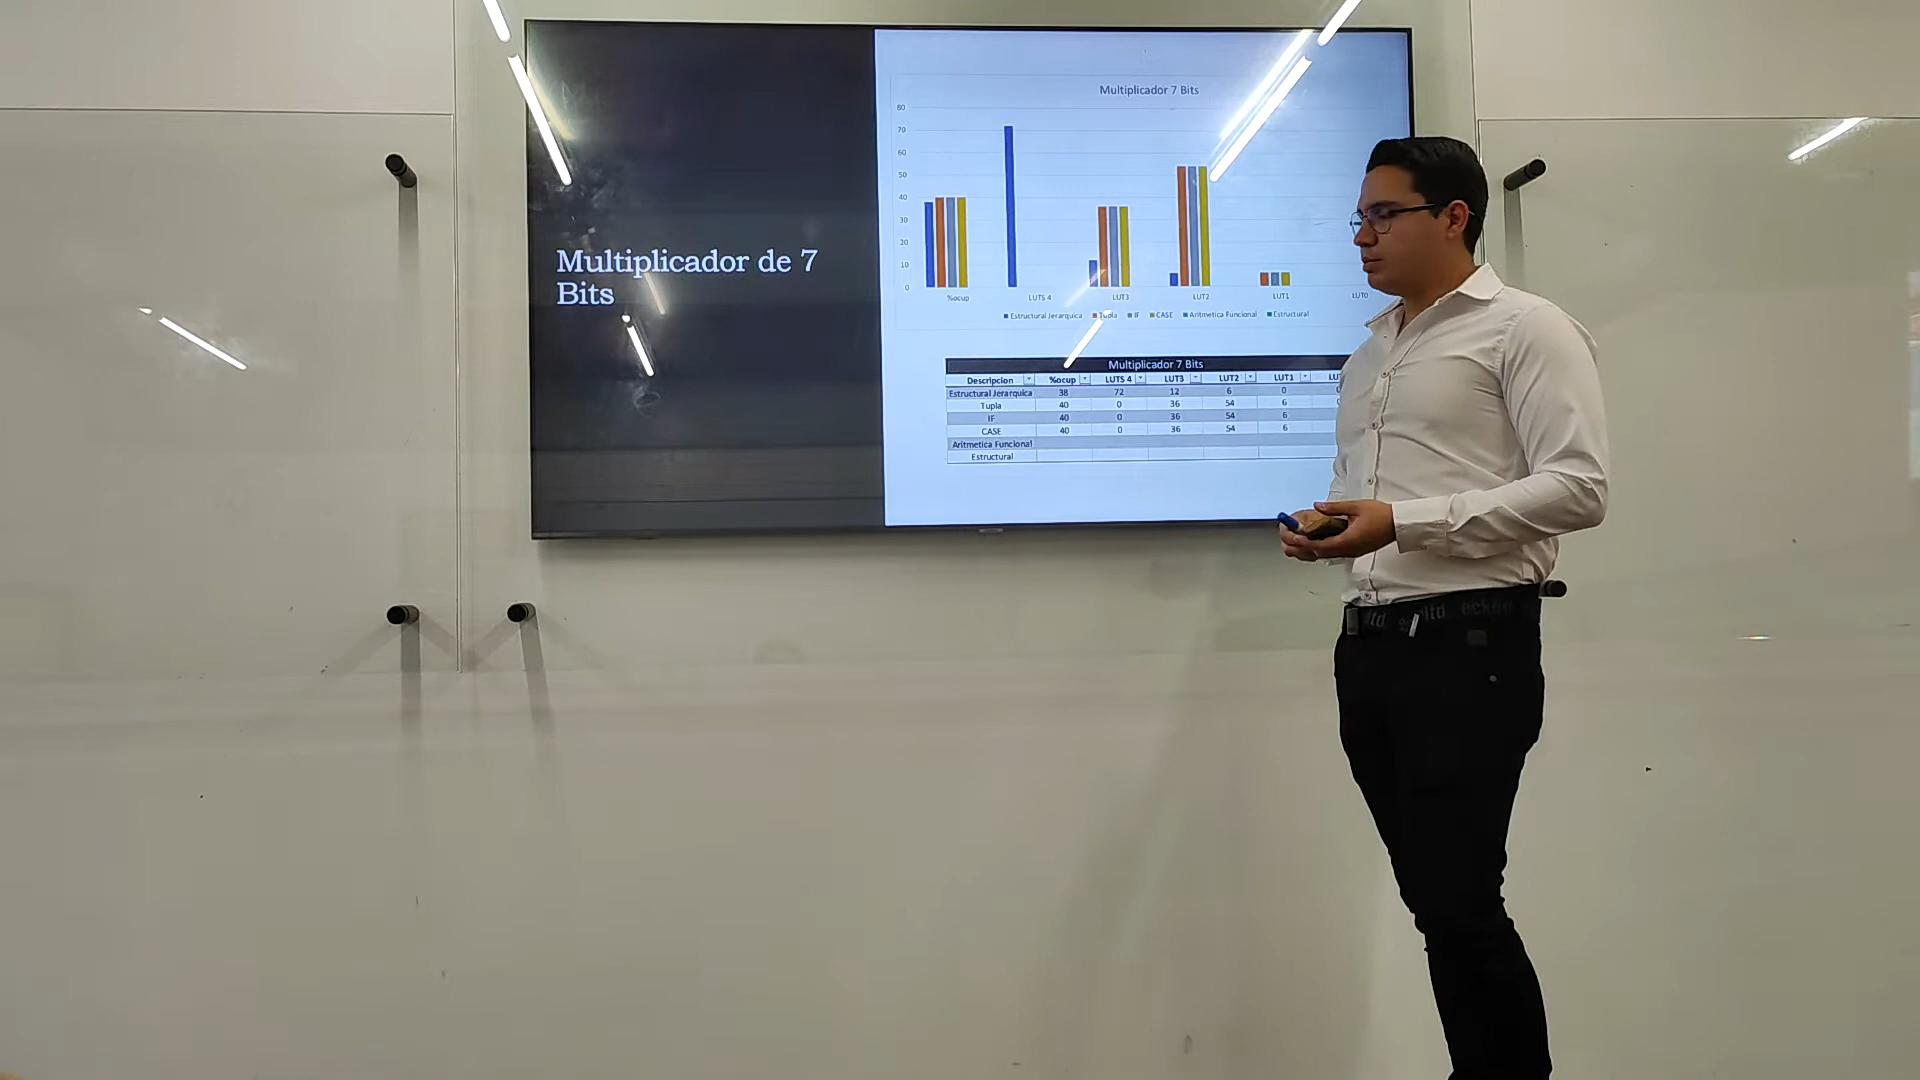 Multiplicador de 7
Bits
Multiplicador 7 Bits
80
70
60
50
40
30
20
10
0
%ocup LUTS 4 LUT3 LUT2 LUT1 LUT0
Estructural Jerarquica Tupla IF CASE Aritmetica Funcional Estructural
Multiplicador 7 Bits
Descripcion %ocup LUTS 4 LUT3 LUT2 LUT1
Estructural Jerarquica 38 72 12 6 0
Tupla 40 0 36 54 6
IF 40 0 36 54 6
CASE 40 0 36 54 6
Aritmetica Funcional
Estructural
ltd